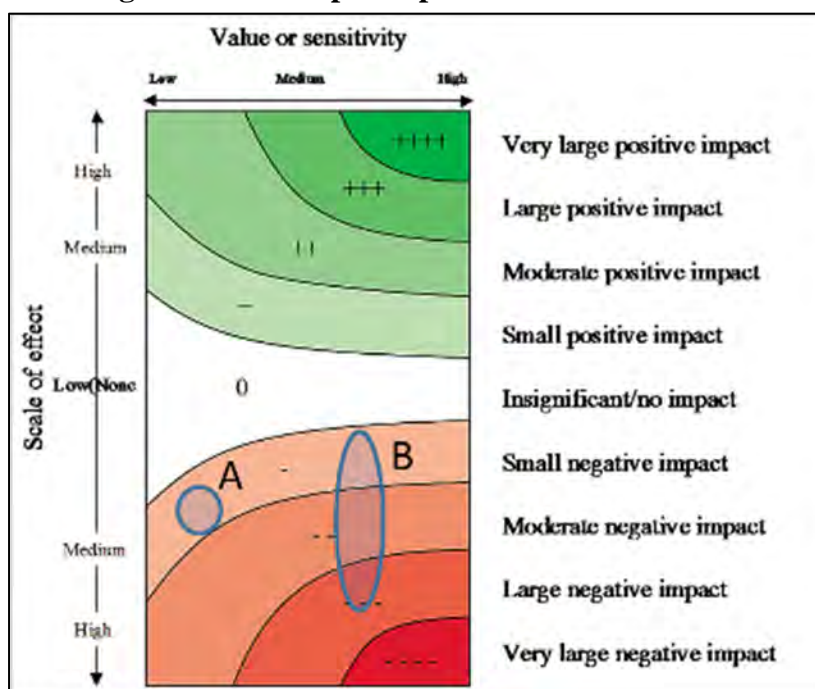 Value or sensitivity
Low Medium High
++++
Very large positive impact
High
+++
Large positive impact
Medium
Moderate positive impact
Small positive impact
Scale of effect
Low/None
0
Insignificant/no impact
B
A
-
Small negative impact
--
Moderate negative impact
Medium
Large negative impact
High
----
Very large negative impact